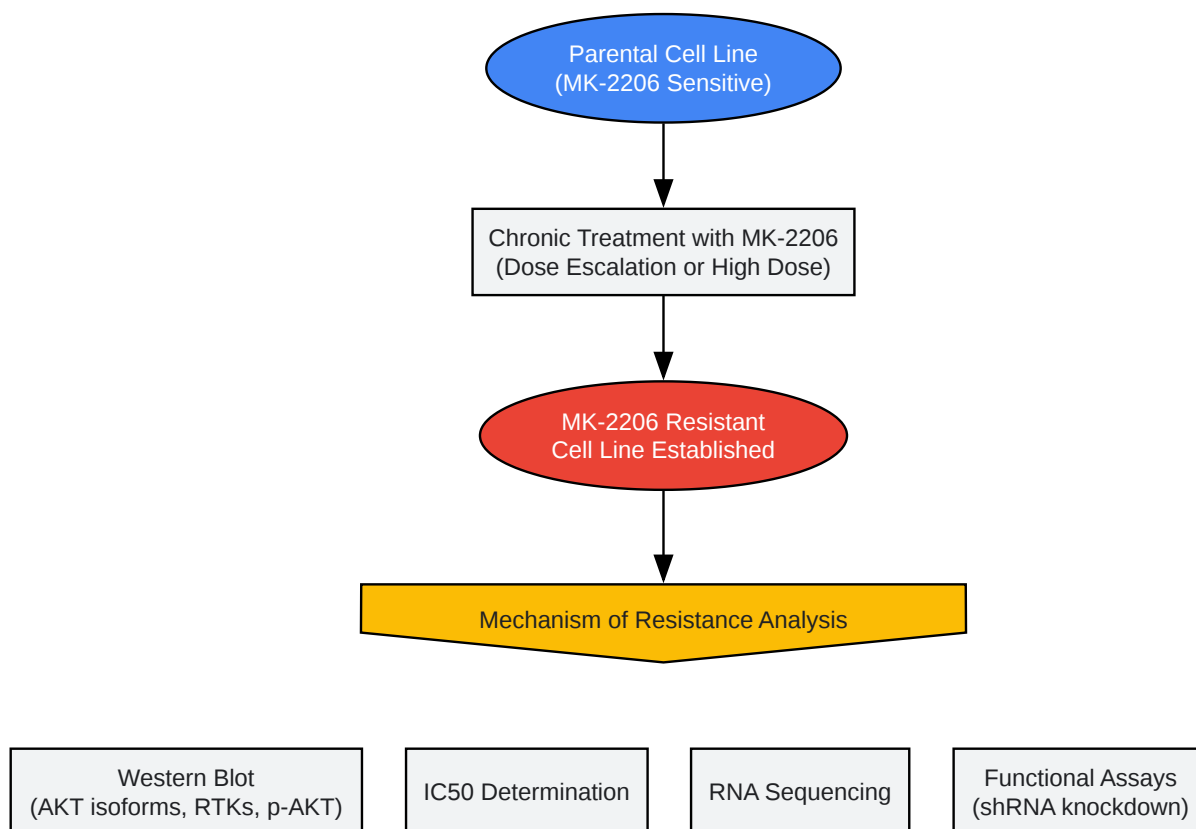 Parental Cell Line
(MK-2206 Sensitive)
Chronic Treatment with MK-2206
(Dose Escalation or High Dose)
MK-2206 Resistant
Cell Line Established
Mechanism of Resistance Analysis
Western Blot
(AKT isoforms, RTKs, p-AKT)
IC50 Determination
RNA Sequencing
Functional Assays
(shRNA knockdown)